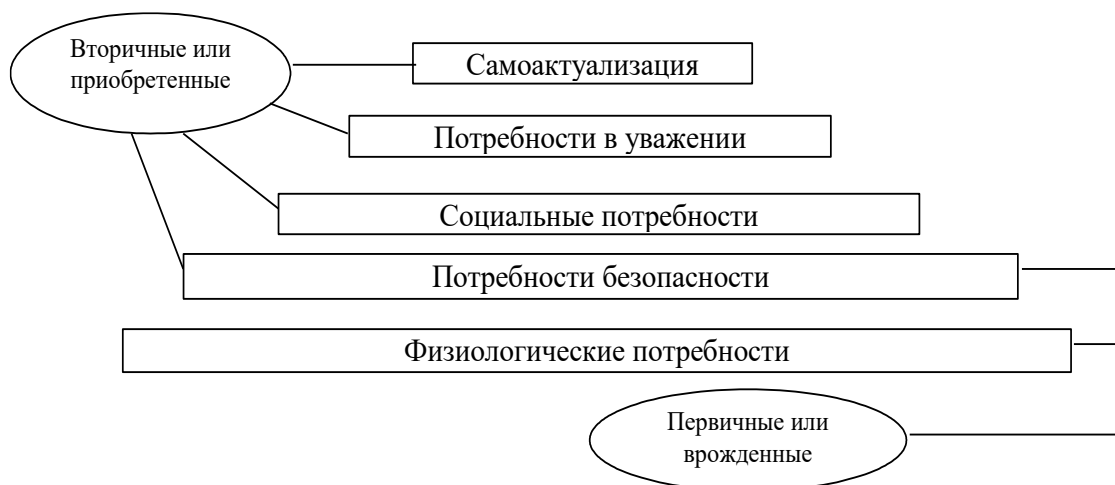 Вторичные или
приобретенные
Самоактуализация
Потребности в уважении
Социальные потребности
Потребности безопасности
Физиологические потребности
Первичные или
врожденные